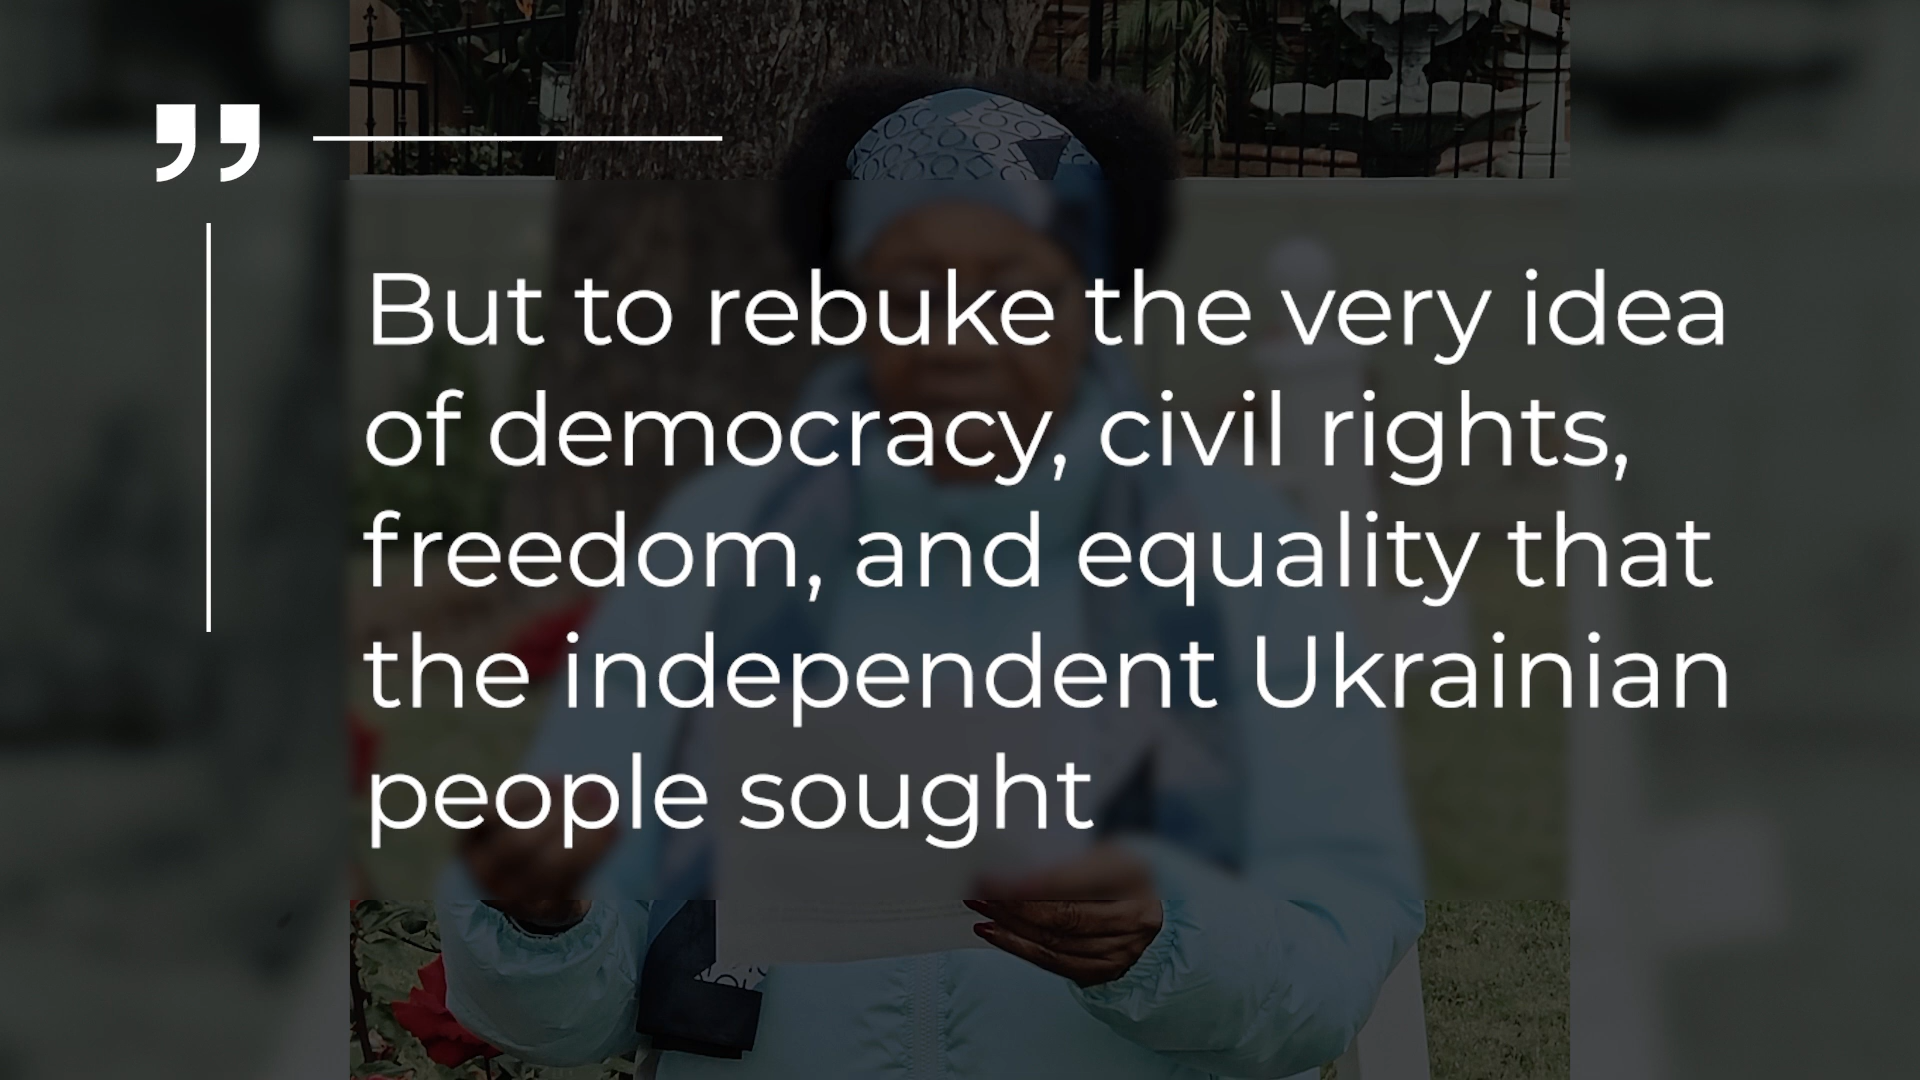 ”
But to rebuke the very idea
of democracy, civil rights,
freedom, and equality that
the independent Ukrainian
people sought